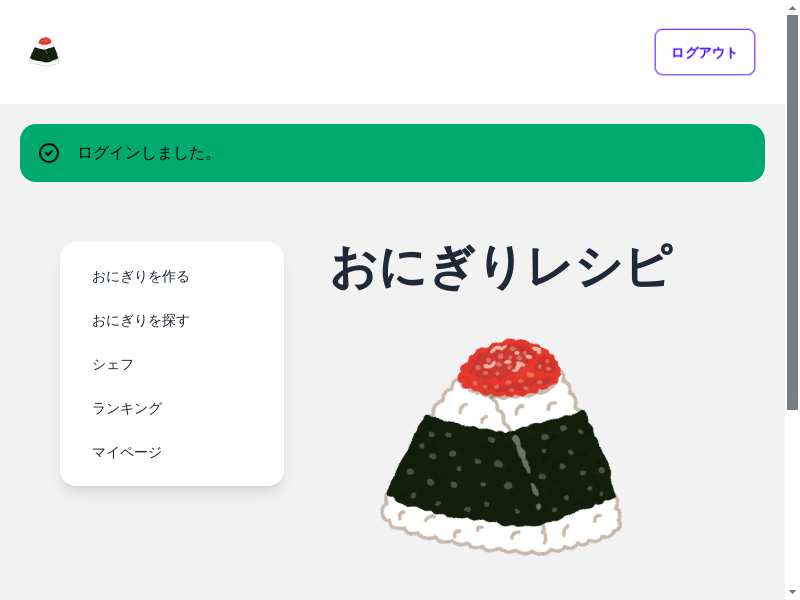 ログアウト
ログインしました。
おにぎりを作る
おにぎりを探す
シェフ
ランキング
マイページ
おにぎりレシピ